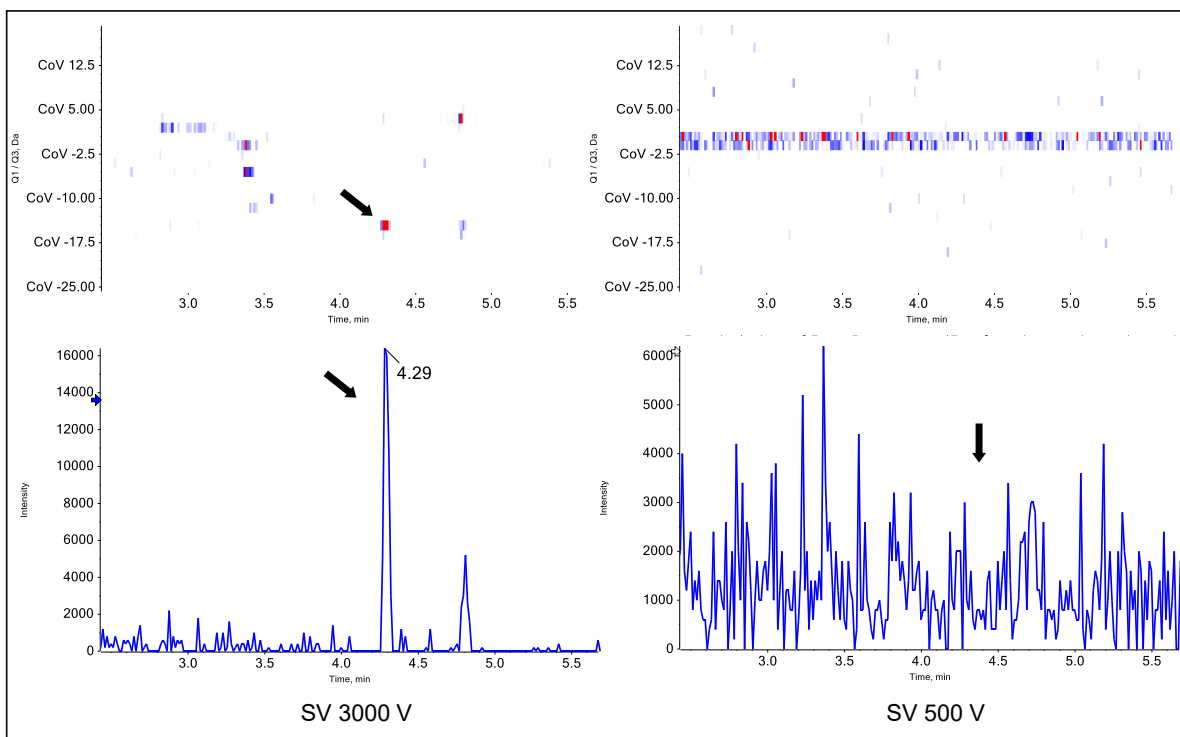 Q1 / Q3, Da
CoV 12.5
CoV 5.00
CoV -2.5
CoV -10.00
CoV -17.5
CoV -25.00
3.0 3.5 4.0 4.5 5.0 5.5
Time, min
Q1 / Q3, Da
CoV 12.5
CoV 5.00
CoV -2.5
CoV -10.00
CoV -17.5
CoV -25.00
3.0 3.5 4.0 4.5 5.0 5.5
Time, min
Intensity
16000
14000
12000
10000
8000
6000
4000
2000
0
4.29
3.0 3.5 4.0 4.5 5.0 5.5
Time, min
SV 3000 V
Intensity
6000
5000
4000
3000
2000
1000
0
3.0 3.5 4.0 4.5 5.0 5.5
Time, min
SV 500 V